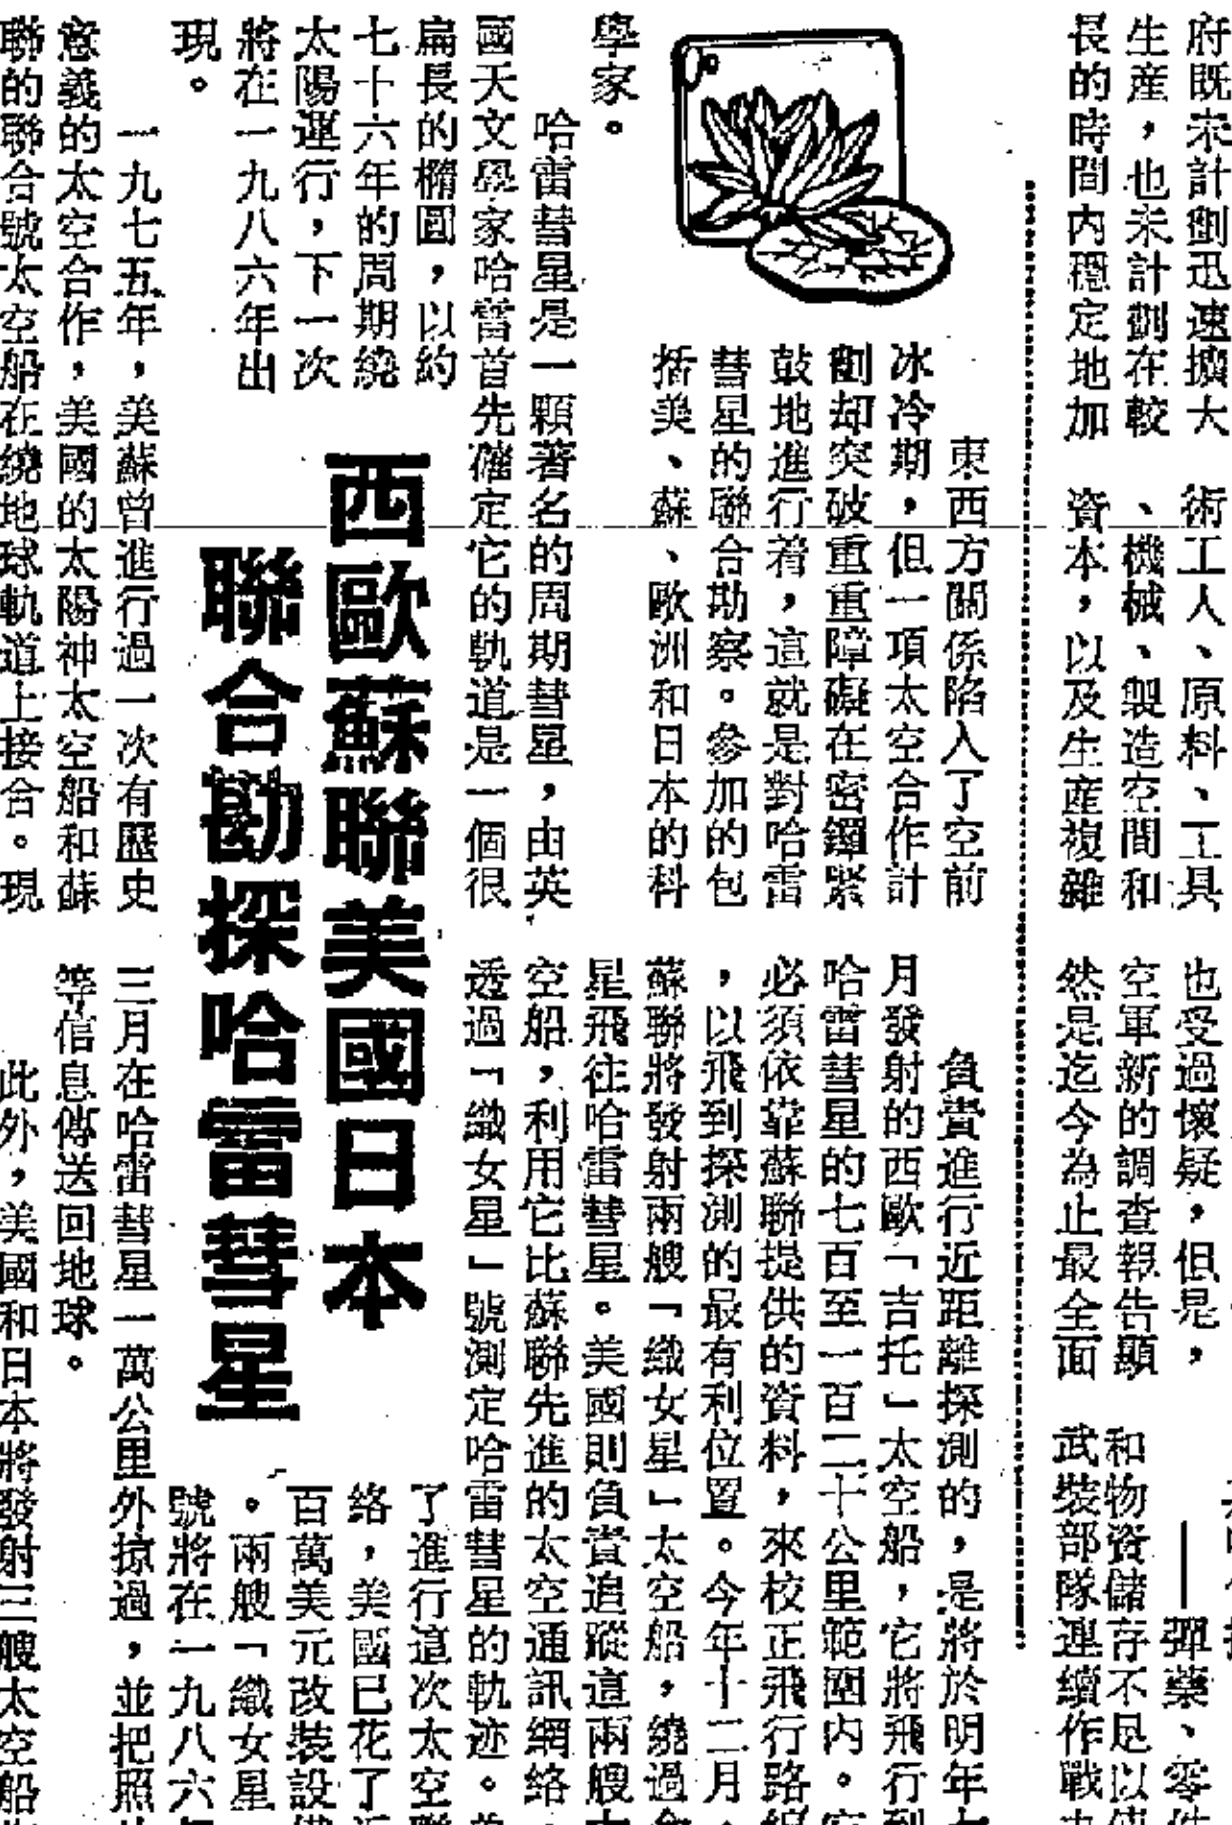 府既未計劃迅速擴大
生産，也未計劃在較
長的時間內穩定地加
術工人、原料、工具
、機械、製造空間和
資本，以及生産複雜
也受過懷疑，但是，
空軍新的調查報告顯
然是迄今為止最全面
——彈藥、零件
和物資儲存不足以
武裝部隊連續作戰
西歐蘇聯美國日本
聯合勘探哈雷彗星
東西方關係陷入了空前
冰冷期，但一項太空合作計
劃却突破重重障礙在密鑼緊
鼓地進行着，這就是對哈雷
彗星的聯合勘察。參加的包
括美、蘇、歐洲和日本的科
學家。
哈雷彗星是一顆著名的周期彗星，由英
國天文學家哈雷首先確定它的軌道是一個很
扁長的橢圓，以約
七十六年的周期繞
太陽運行，下一次
將在一九八六年出
現。
一九七五年，美蘇曾進行過一次有歷史
意義的太空合作，美國的太陽神太空船和蘇
聯的聯合號太空船在繞地球軌道上接合。現
負責進行近距離探測的，是將於明年
月發射的西歐「吉托」太空船，它將飛行到
哈雷彗星的七百至一百二十公里範圍內。
必須依靠蘇聯提供的資料，來校正飛行路
，以飛到探測的最有利位置。今年十二月，
蘇聯將發射兩艘「織女星」太空船，繞過
星飛往哈雷彗星。美國則負責追蹤這兩艘
空船，利用它比蘇聯先進的太空通訊網絡，
透過「織女星」號測定哈雷彗星的軌迹。
了進行這次太空聯
絡，美國已花了近
百萬美元改裝設備
。兩艘「織女星
號將在一九八六年
三月在哈雷彗星一萬公里外掠過，並把照
等信息傳送回地球。
此外，美國和日本將發射三艘太空船